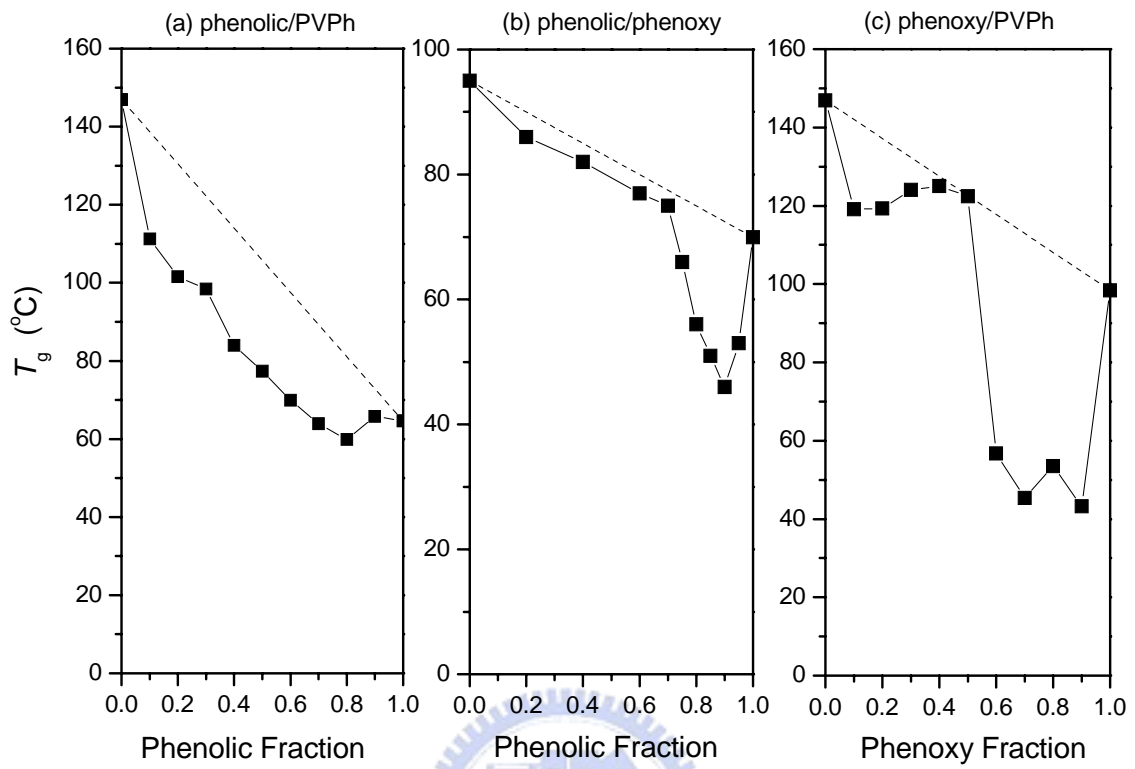 (a) phenolic/PVPh
(b) phenolic/phenoxy
(c) phenoxy/PVPh
Tg (°C)
160
140
120
100
80
60
40
20
0
0.0 0.2 0.4 0.6 0.8 1.0
Phenolic Fraction
100
80
60
40
20
0
0.0 0.2 0.4 0.6 0.8 1.0
Phenolic Fraction
160
140
120
100
80
60
40
20
0
0.0 0.2 0.4 0.6 0.8 1.0
Phenoxy Fraction